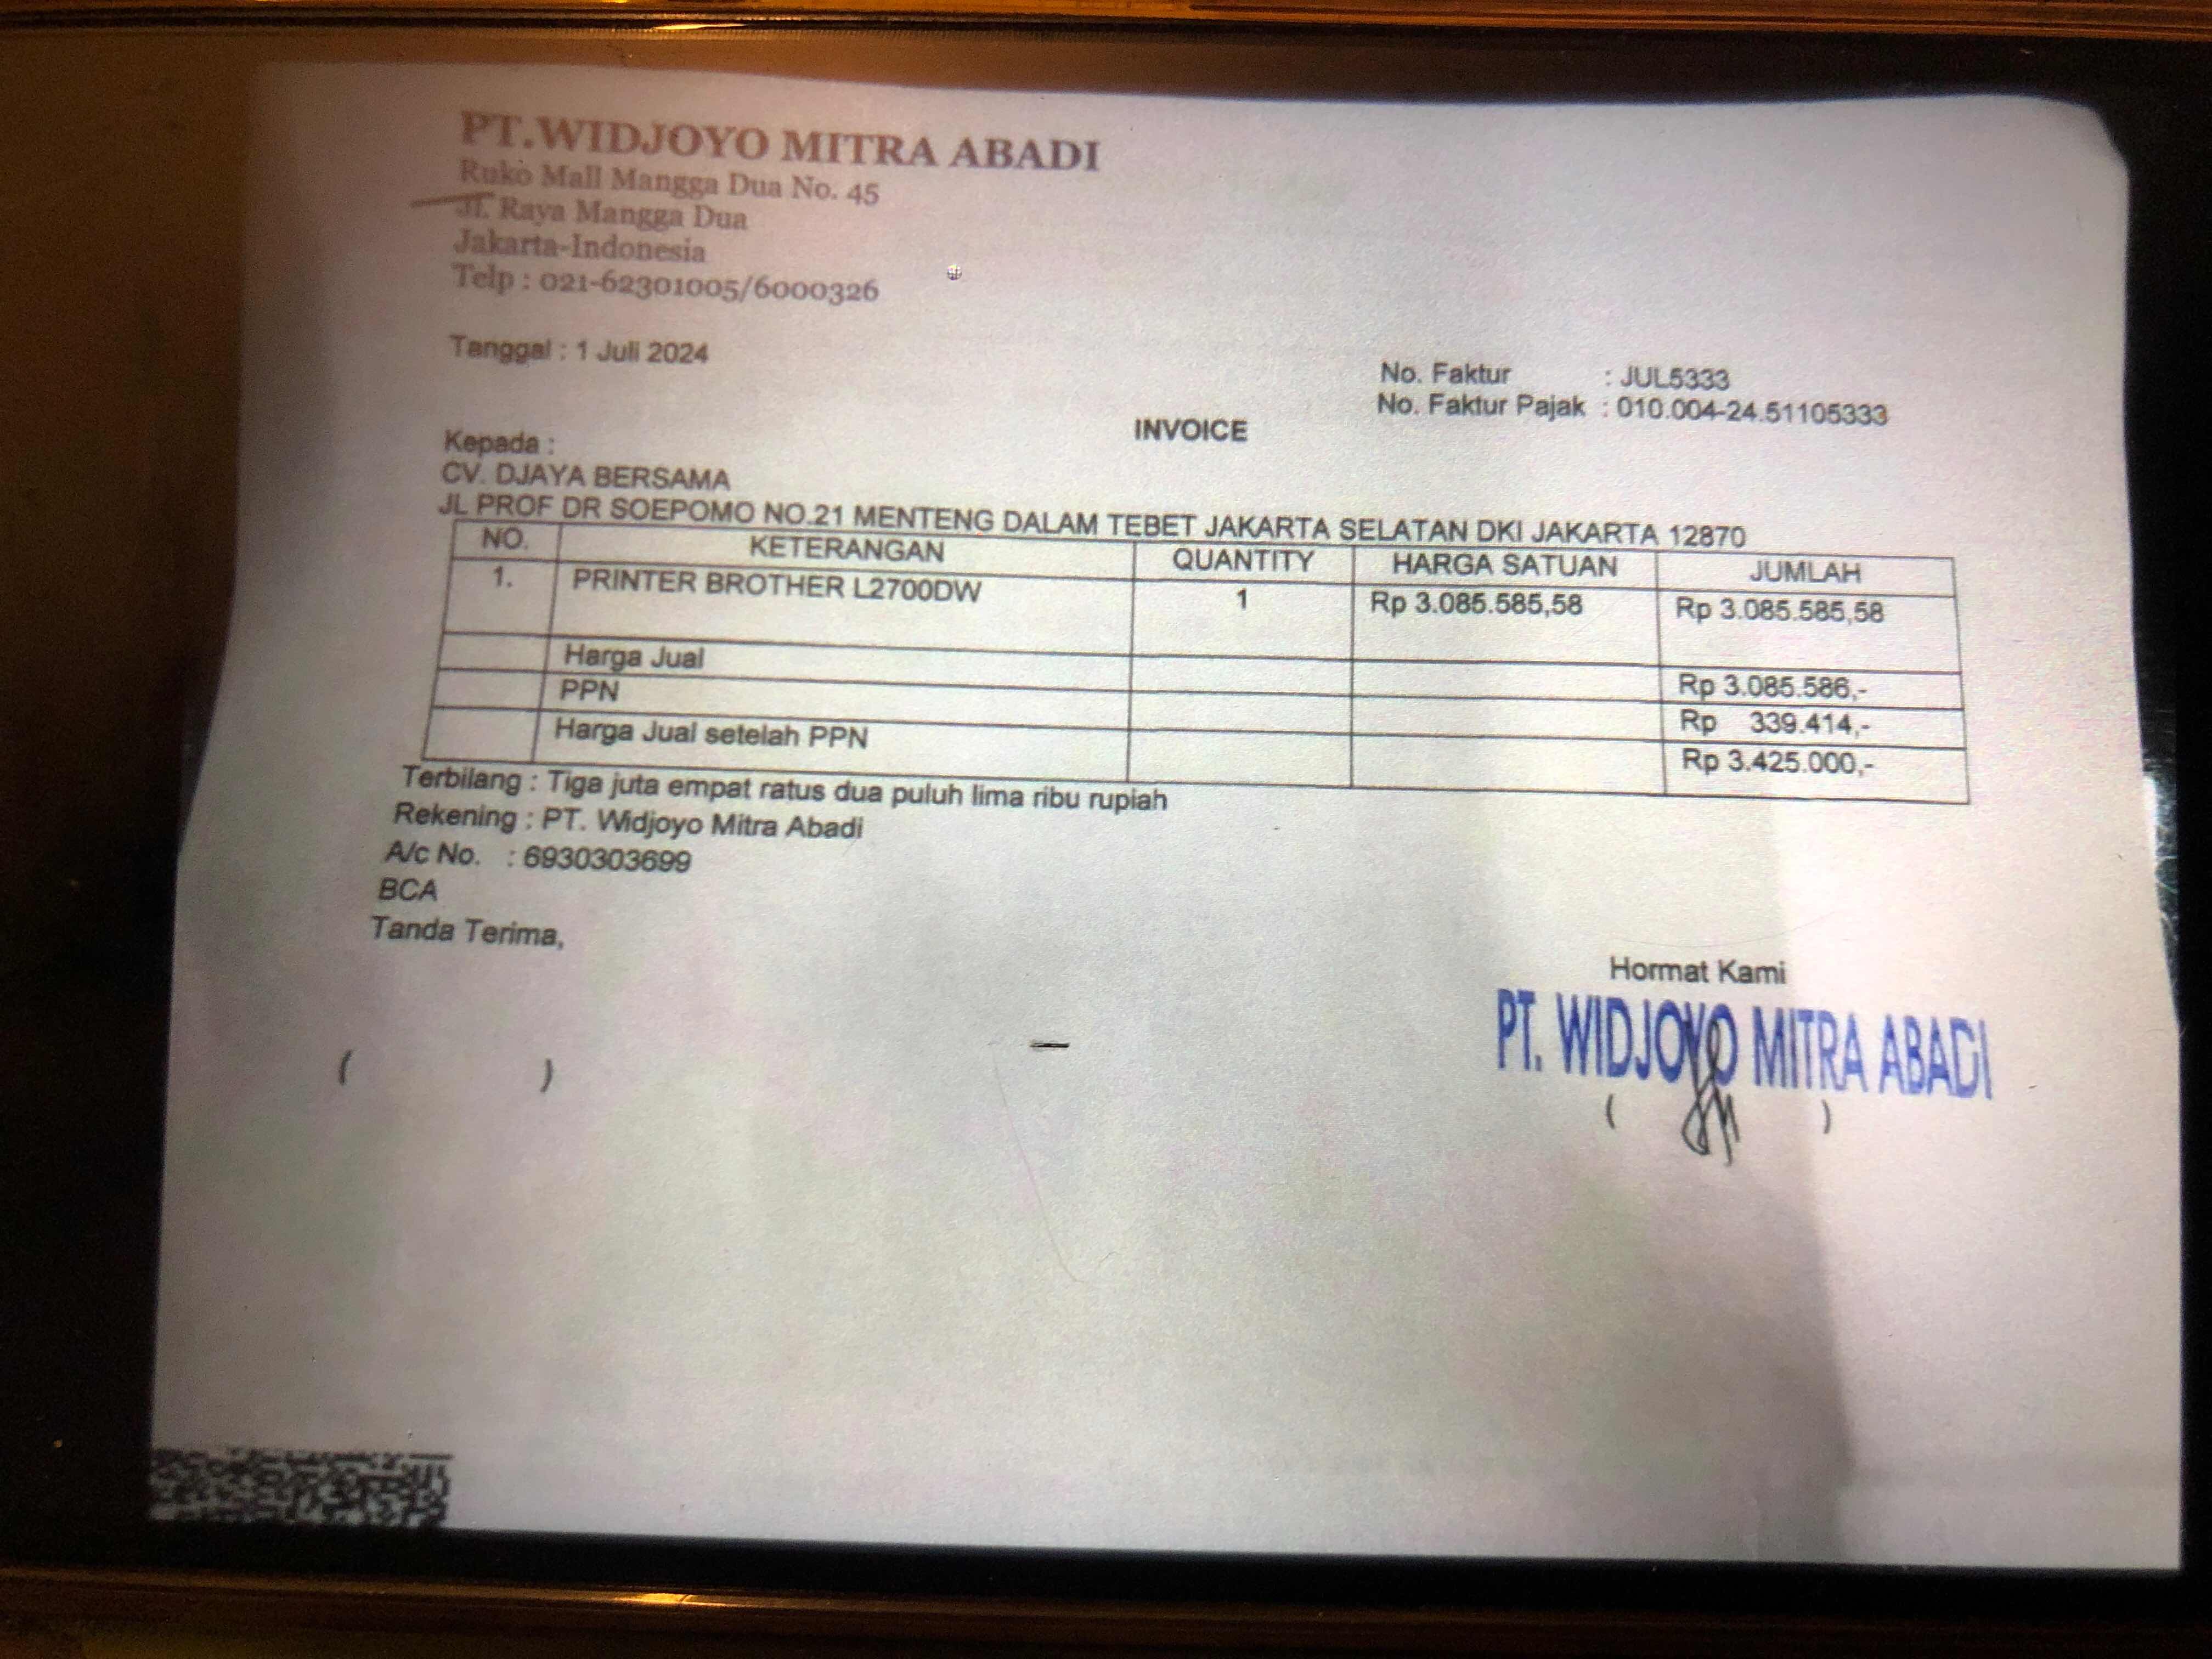 PT.WIDJOYO MITRA ABADI
Ruko Mall Mangga Dua No. 45
Jl. Raya Mangga Dua
Jakarta-Indonesia
Telp : 021-62301005/6000326
Tanggal : 1 Juli 2024
No. Faktur : JUL5333
No. Faktur Pajak : 010.004-24.51105333
INVOICE
Kepada :
CV. DJAYA BERSAMA
JL PROF DR SOEPOMO NO.21 MENTENG DALAM TEBET JAKARTA SELATAN DKI JAKARTA 12870
NO. KETERANGAN QUANTITY HARGA SATUAN JUMLAH
1. PRINTER BROTHER L2700DW 1 Rp 3.085.585,58 Rp 3.085.585,58
Harga Jual Rp 3.085.586,-
PPN Rp 339.414,-
Harga Jual setelah PPN Rp 3.425.000,-
Terbilang : Tiga juta empat ratus dua puluh lima ribu rupiah
Rekening : PT. Widjoyo Mitra Abadi
A/c No. : 6930303699
BCA
Tanda Terima,
Hormat Kami
PT. WIDJOYO MITRA ABADI
( )
( )